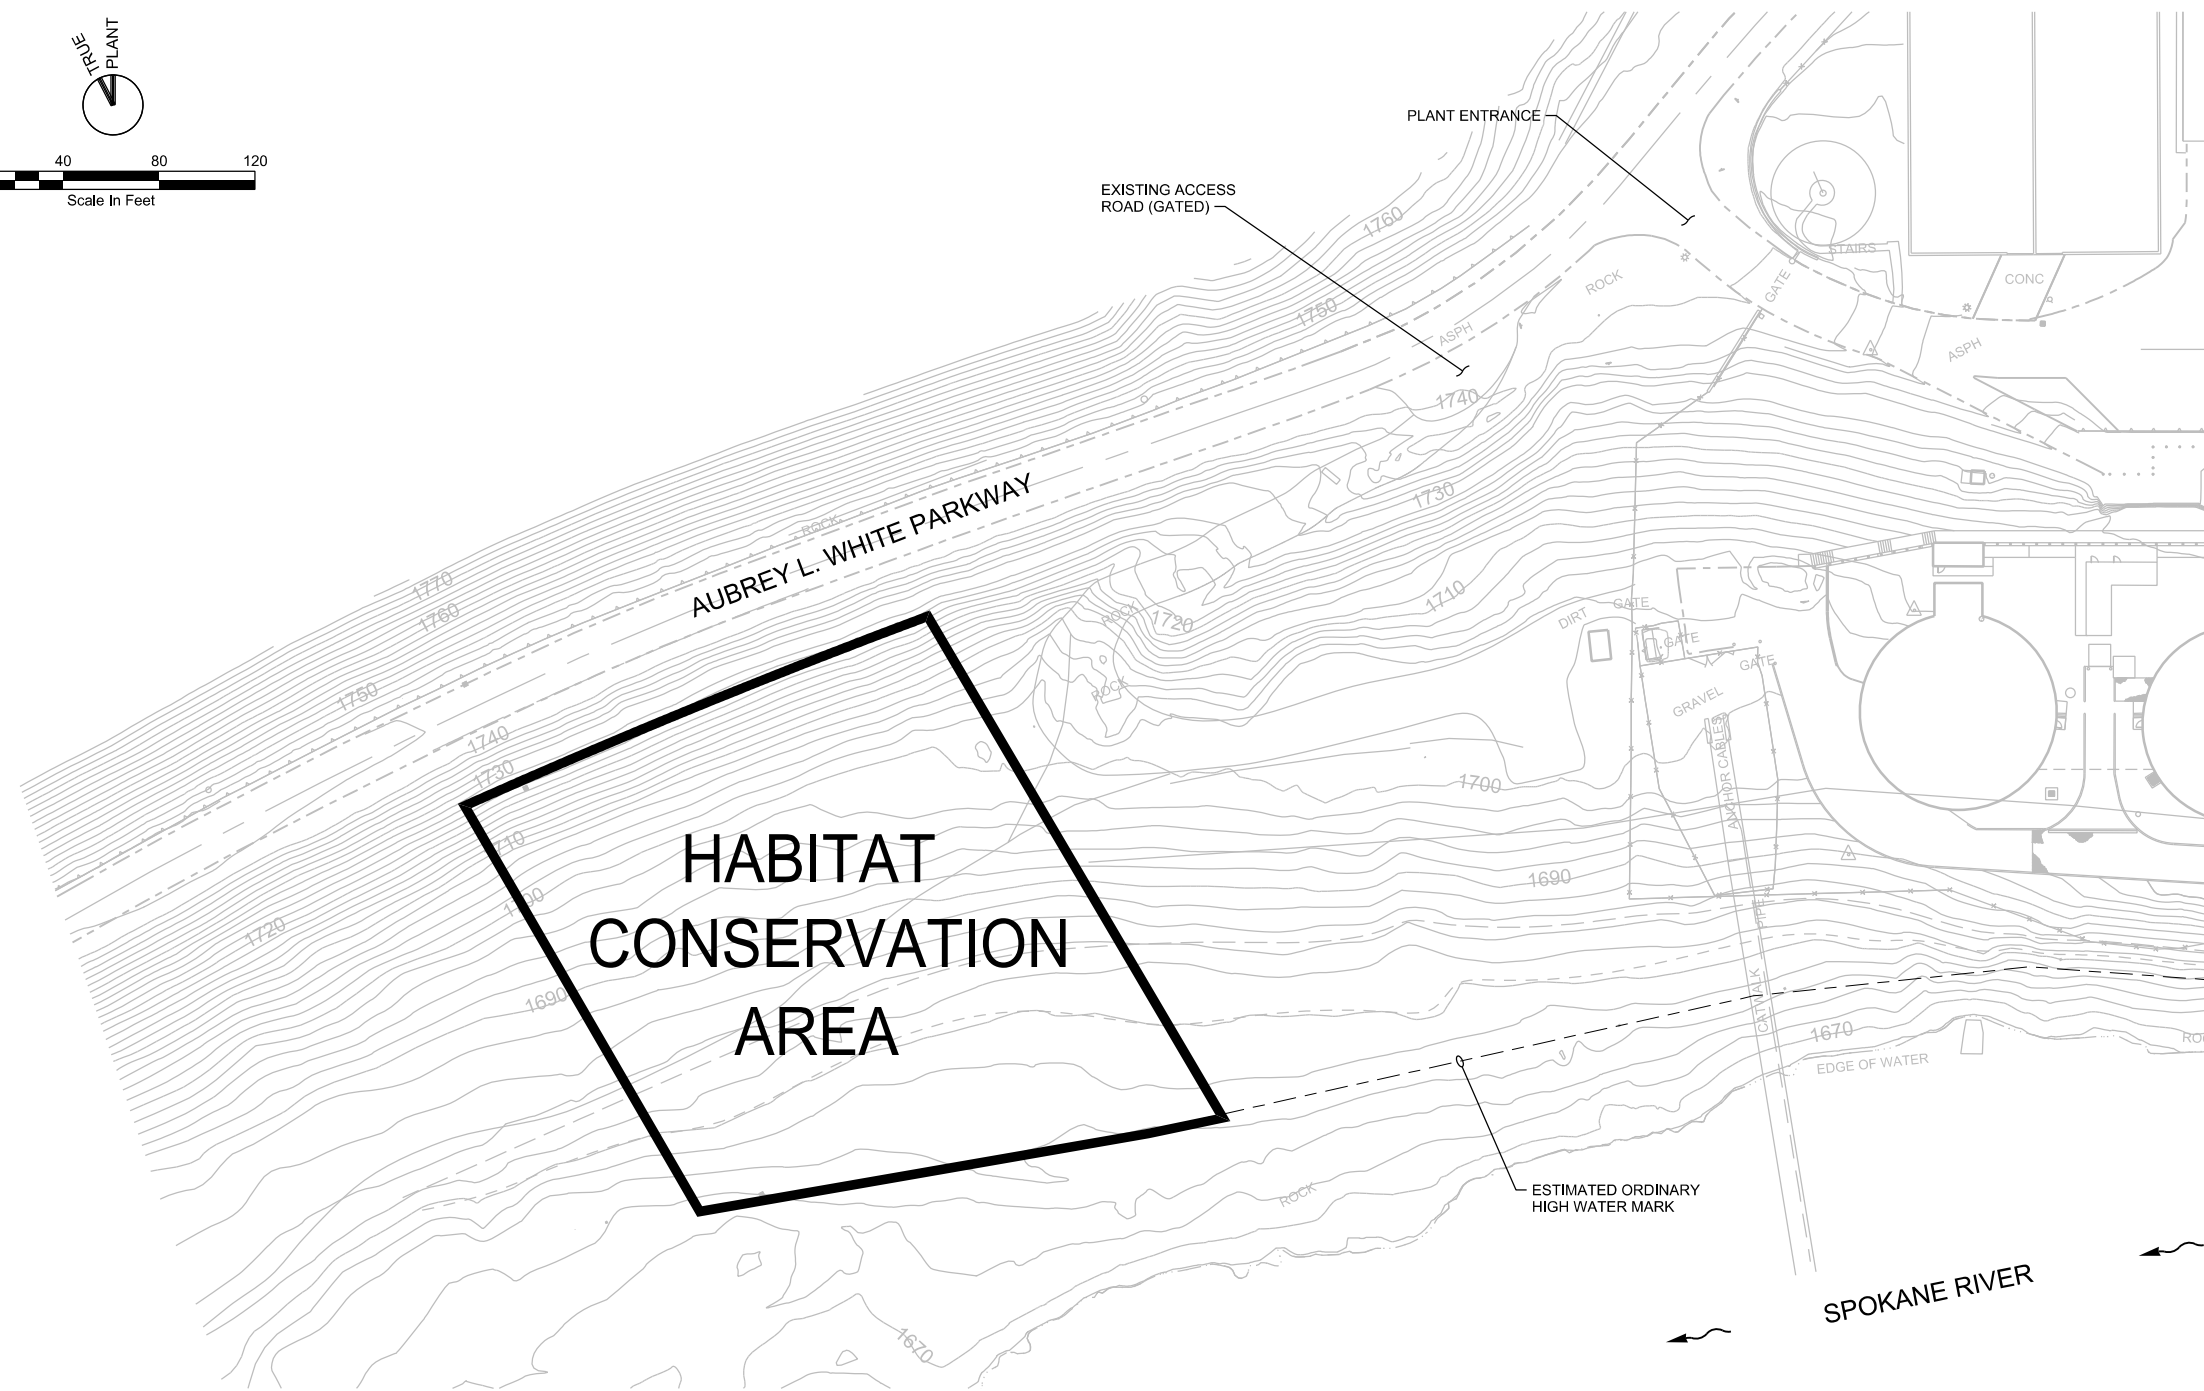 TRUE
PLANT
40 80 120
Scale In Feet
PLANT ENTRANCE
EXISTING ACCESS
ROAD (GATED)
1760
1750
ROCK
ASPH
GATE
STAIRS
CONC
ASPH
1740
1730
AUBREY L. WHITE PARKWAY
ROCK
1770
1760
1750
1740
1730
1720
1710
ROCK
1720
ROCK
DIRT
GATE
GATE
GATE
GRAVEL
ANCHOR CABLES
1700
1690
PIPE
CATWALK
1670
EDGE OF WATER
HABITAT
CONSERVATION
AREA
1690
ROCK
ESTIMATED ORDINARY
HIGH WATER MARK
1670
SPOKANE RIVER